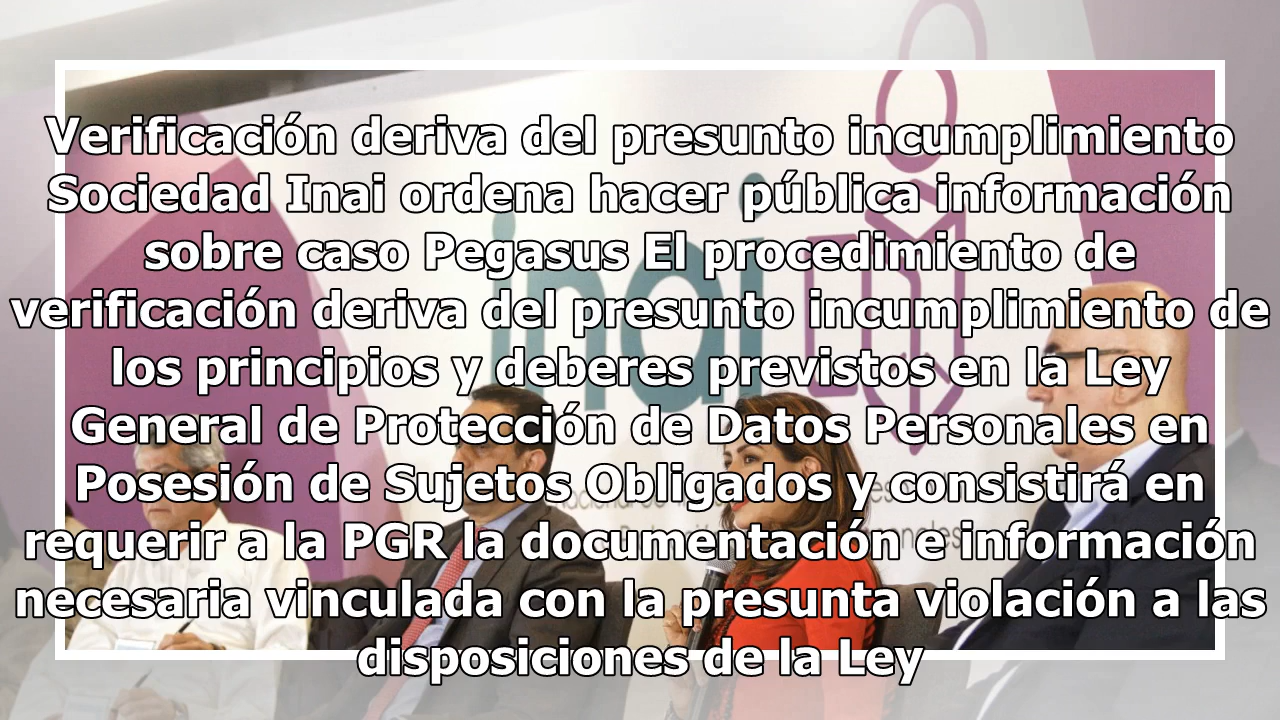 Verificación deriva del presunto incumplimiento
Sociedad Inai ordena hacer pública información
sobre caso Pegasus El procedimiento de
verificación deriva del presunto incumplimiento de
los principios y deberes previstos en la Ley
General de Protección de Datos Personales en
Posesión de Sujetos Obligados y consistirá en
requerir a la PGR la documentación e información
necesaria vinculada con la presunta violación a las
disposiciones de la Ley
inai